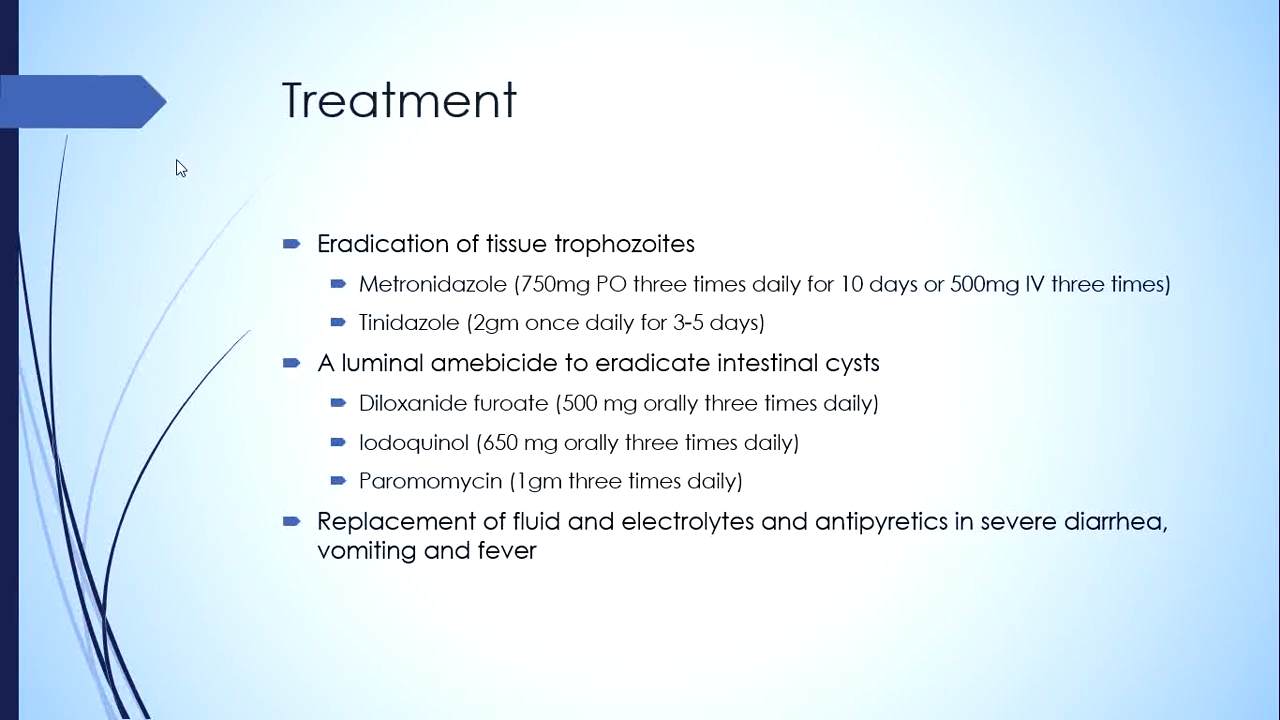 Treatment
Eradication of tissue trophozoites
Metronidazole (750mg PO three times daily for 10 days or 500mg IV three times)
Tinidazole (2gm once daily for 3-5 days)
A luminal amebicide to eradicate intestinal cysts
Diloxanide furoate (500 mg orally three times daily)
Iodoquinol (650 mg orally three times daily)
Paromomycin (1gm three times daily)
Replacement of fluid and electrolytes and antipyretics in severe diarrhea,
vomiting and fever